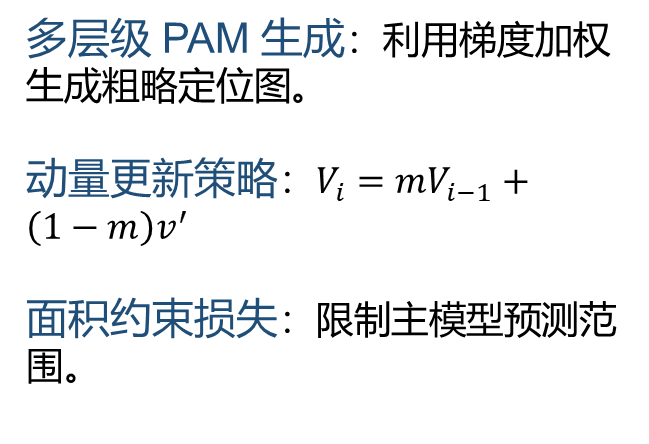 多层级 PAM 生成：利用梯度加权
生成粗略定位图。
动量更新策略：𝑉𝑖 = 𝑚𝑉𝑖−1 +
(1 − 𝑚)𝑣′
面积约束损失：限制主模型预测范
围。